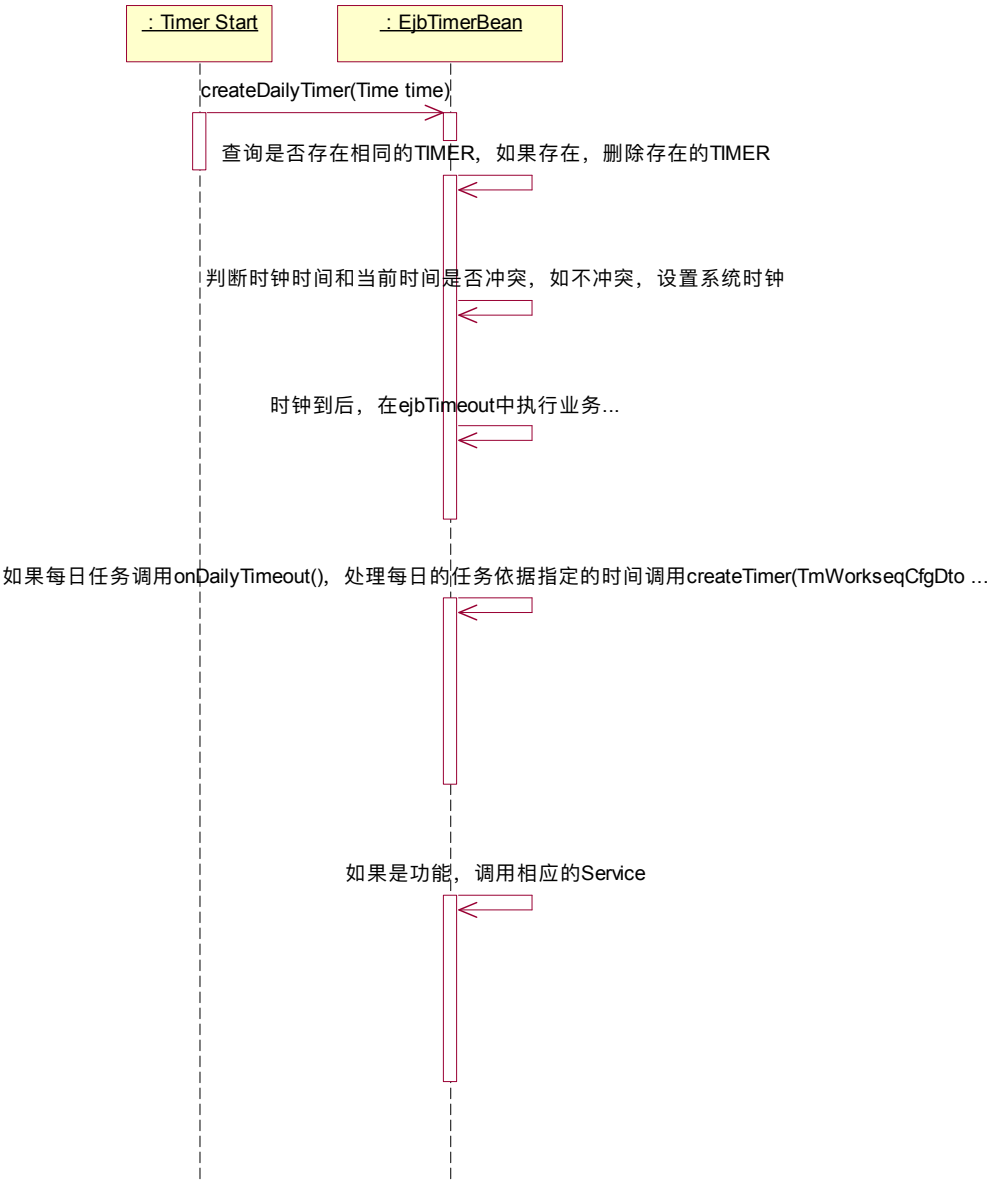 : Timer Start
: EjbTimerBean
createDailyTimer(Time time)
查询是否存在相同的TIMER，如果存在，删除存在的TIMER
判断时钟时间和当前时间是否冲突，如不冲突，设置系统时钟
时钟到后，在ejbTimeout中执行业务...
如果每日任务调用onDailyTimeout()，处理每日的任务依据指定的时间调用createTimer(TmWorkseqCfgDto ...
如果是功能，调用相应的Service